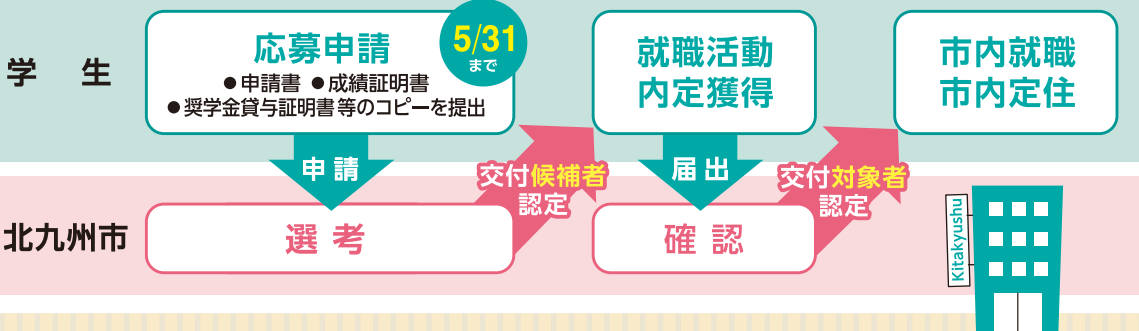 学 生
応募申請
5/31
まで
●申請書 ●成績証明書
●奨学金貸与証明書等のコピーを提出
就職活動
内定獲得
市内就職
市内定住
申請
交付候補者
認定
届出
交付対象者
認定
北九州市
選考
確認
Kitakyushu